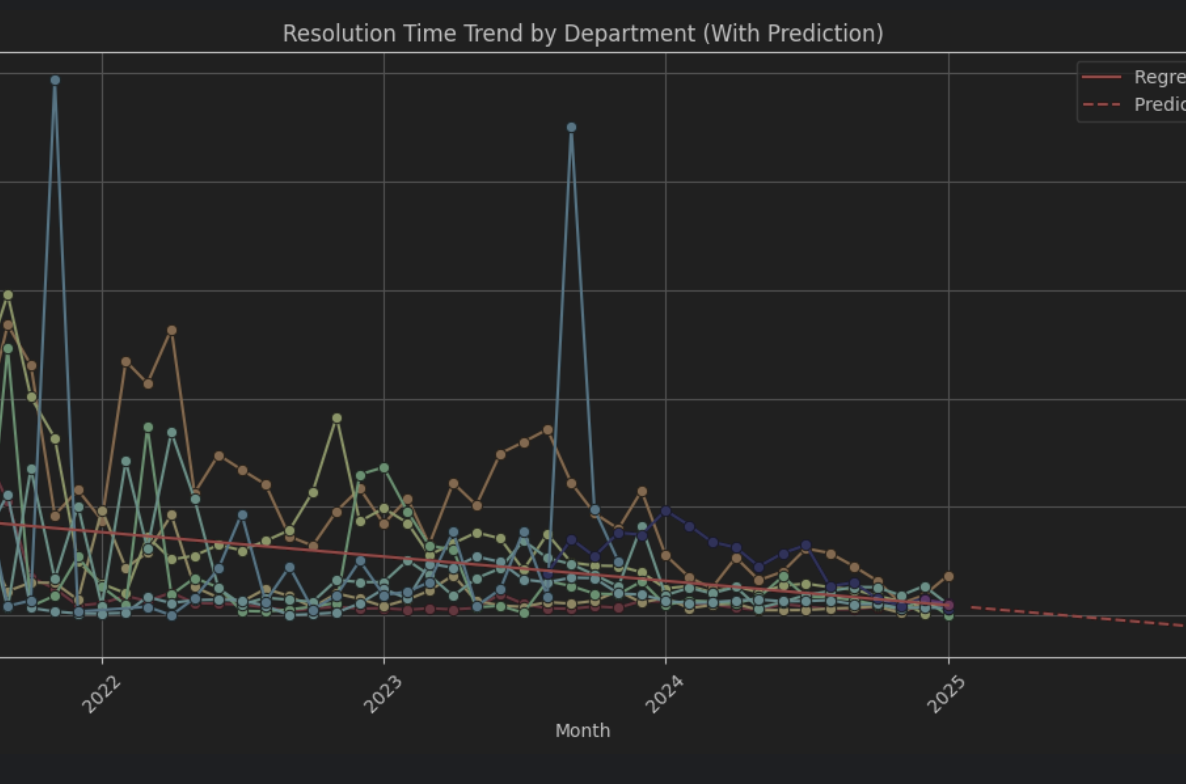 Resolution Time Trend by Department (With Prediction)
Regre
Predic
2022
2023
2024
2025
Month